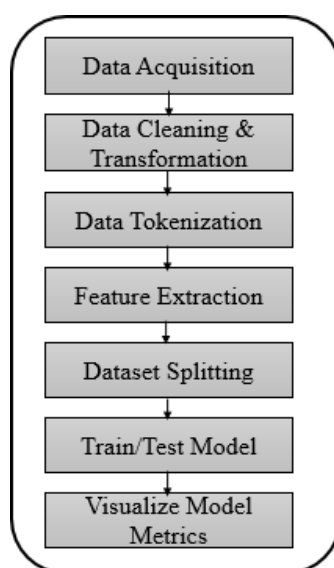 Data Acquisition
Data Cleaning &
Transformation
Data Tokenization
Feature Extraction
Dataset Splitting
Train/Test Model
Visualize Model
Metrics